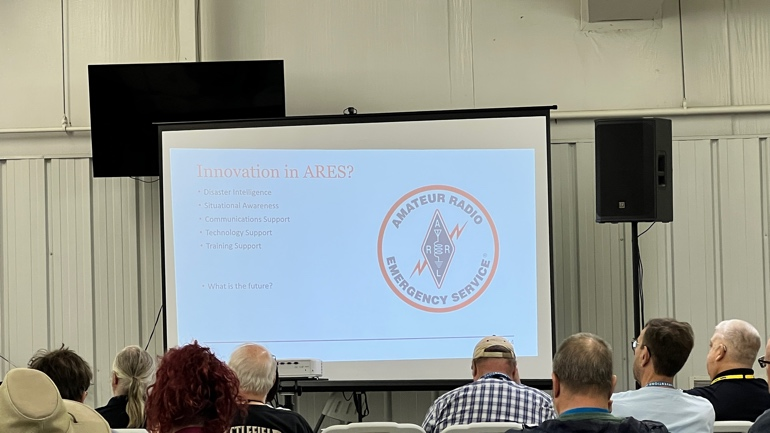 Innovation in ARES?
• Disaster Intelligence
• Situational Awareness
• Communications Support
• Technology Support
• Training Support
• What is the future?
AMATEUR RADIO
A
R R
L
EMERGENCY SERVICE